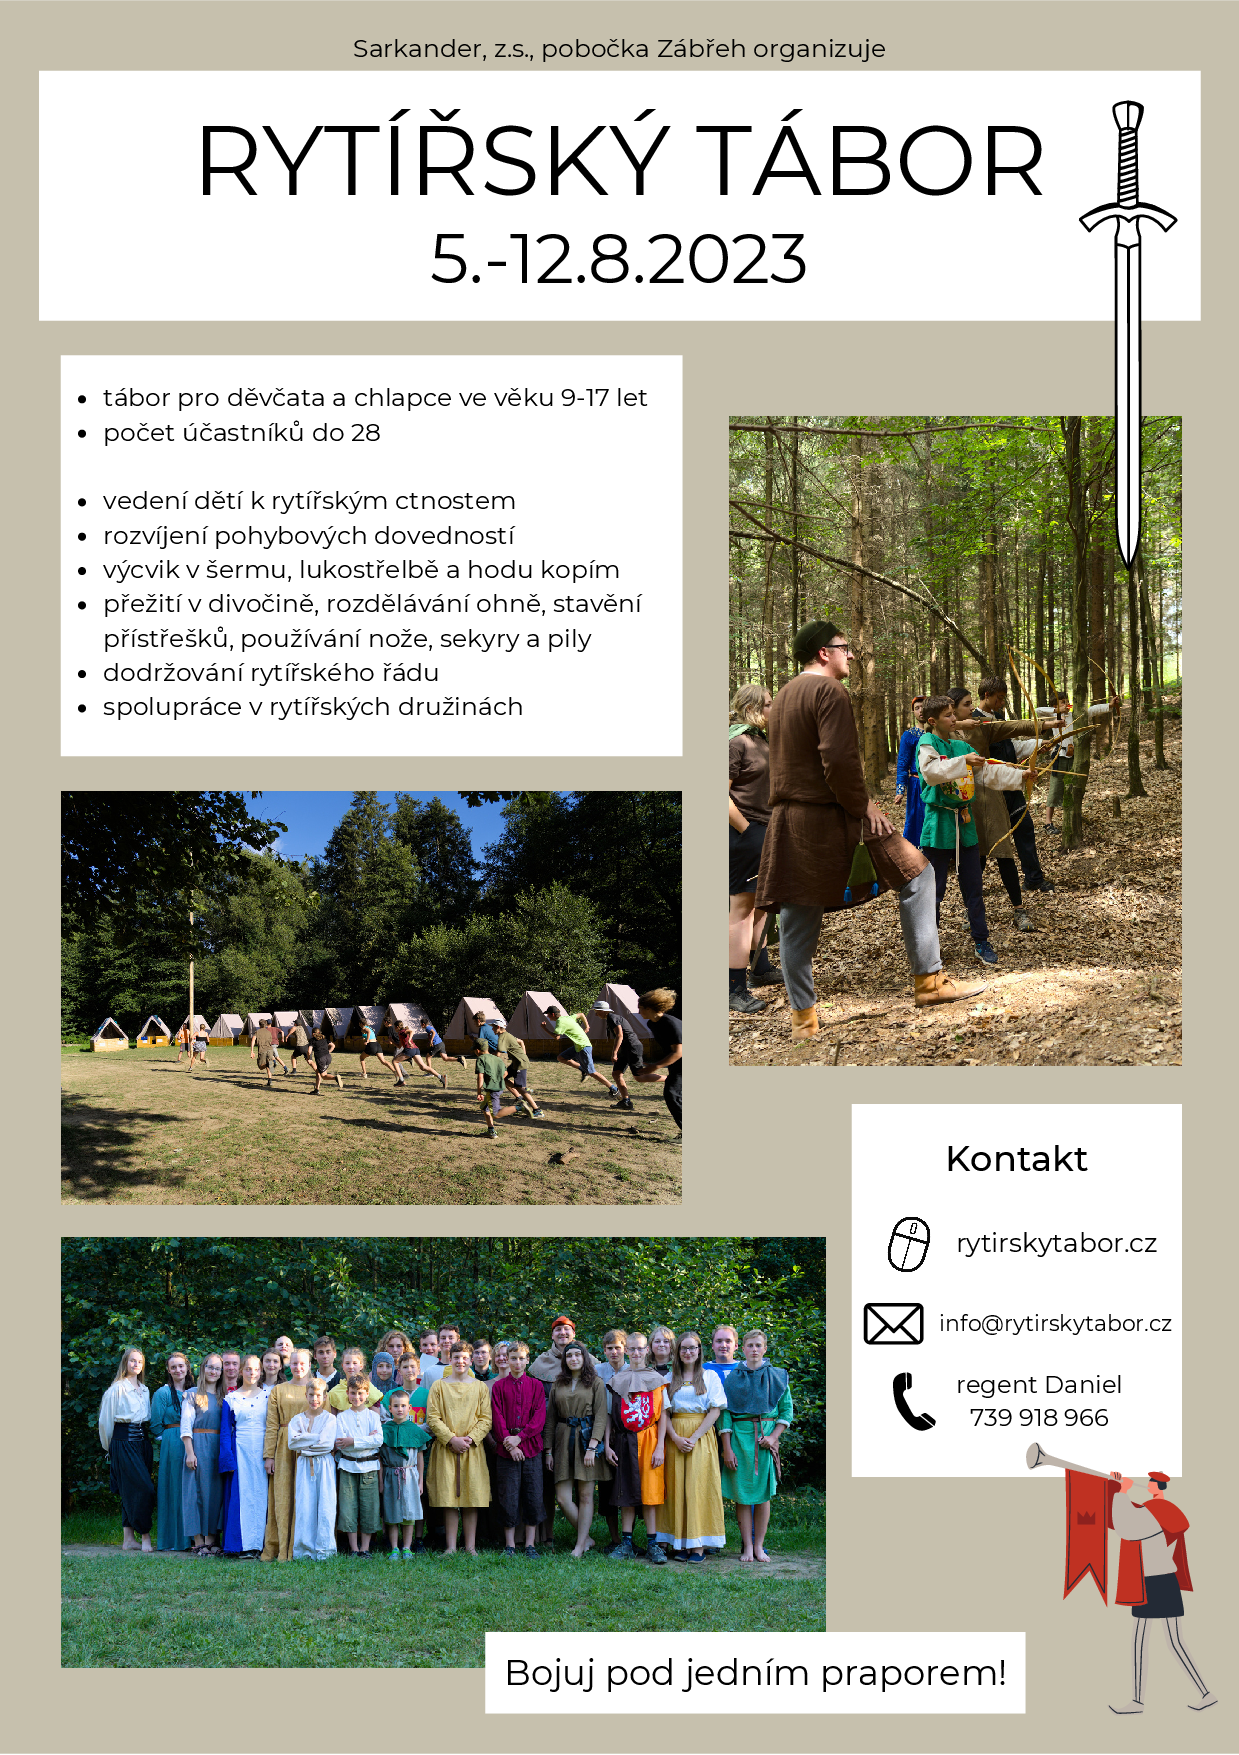 Sarkander, z.s., pobočka Zábřeh organizuje
RYTÍŘSKÝ TÁBOR
5.-12.8.2023
• tábor pro děvčata a chlapce ve věku 9-17 let
• počet účastníků do 28
• vedení dětí k rytířským ctnostem
• rozvíjení pohybových dovedností
• výcvik v šermu, lukostřelbě a hodu kopím
• přežití v divočině, rozdělávání ohně, stavění
přístřešků, používání nože, sekyry a pily
• dodržování rytířského řádu
• spolupráce v rytířských družinách
Kontakt
rytirskytabor.cz
info@rytirskytabor.cz
regent Daniel
739 918 966
Bojuj pod jedním praporem!